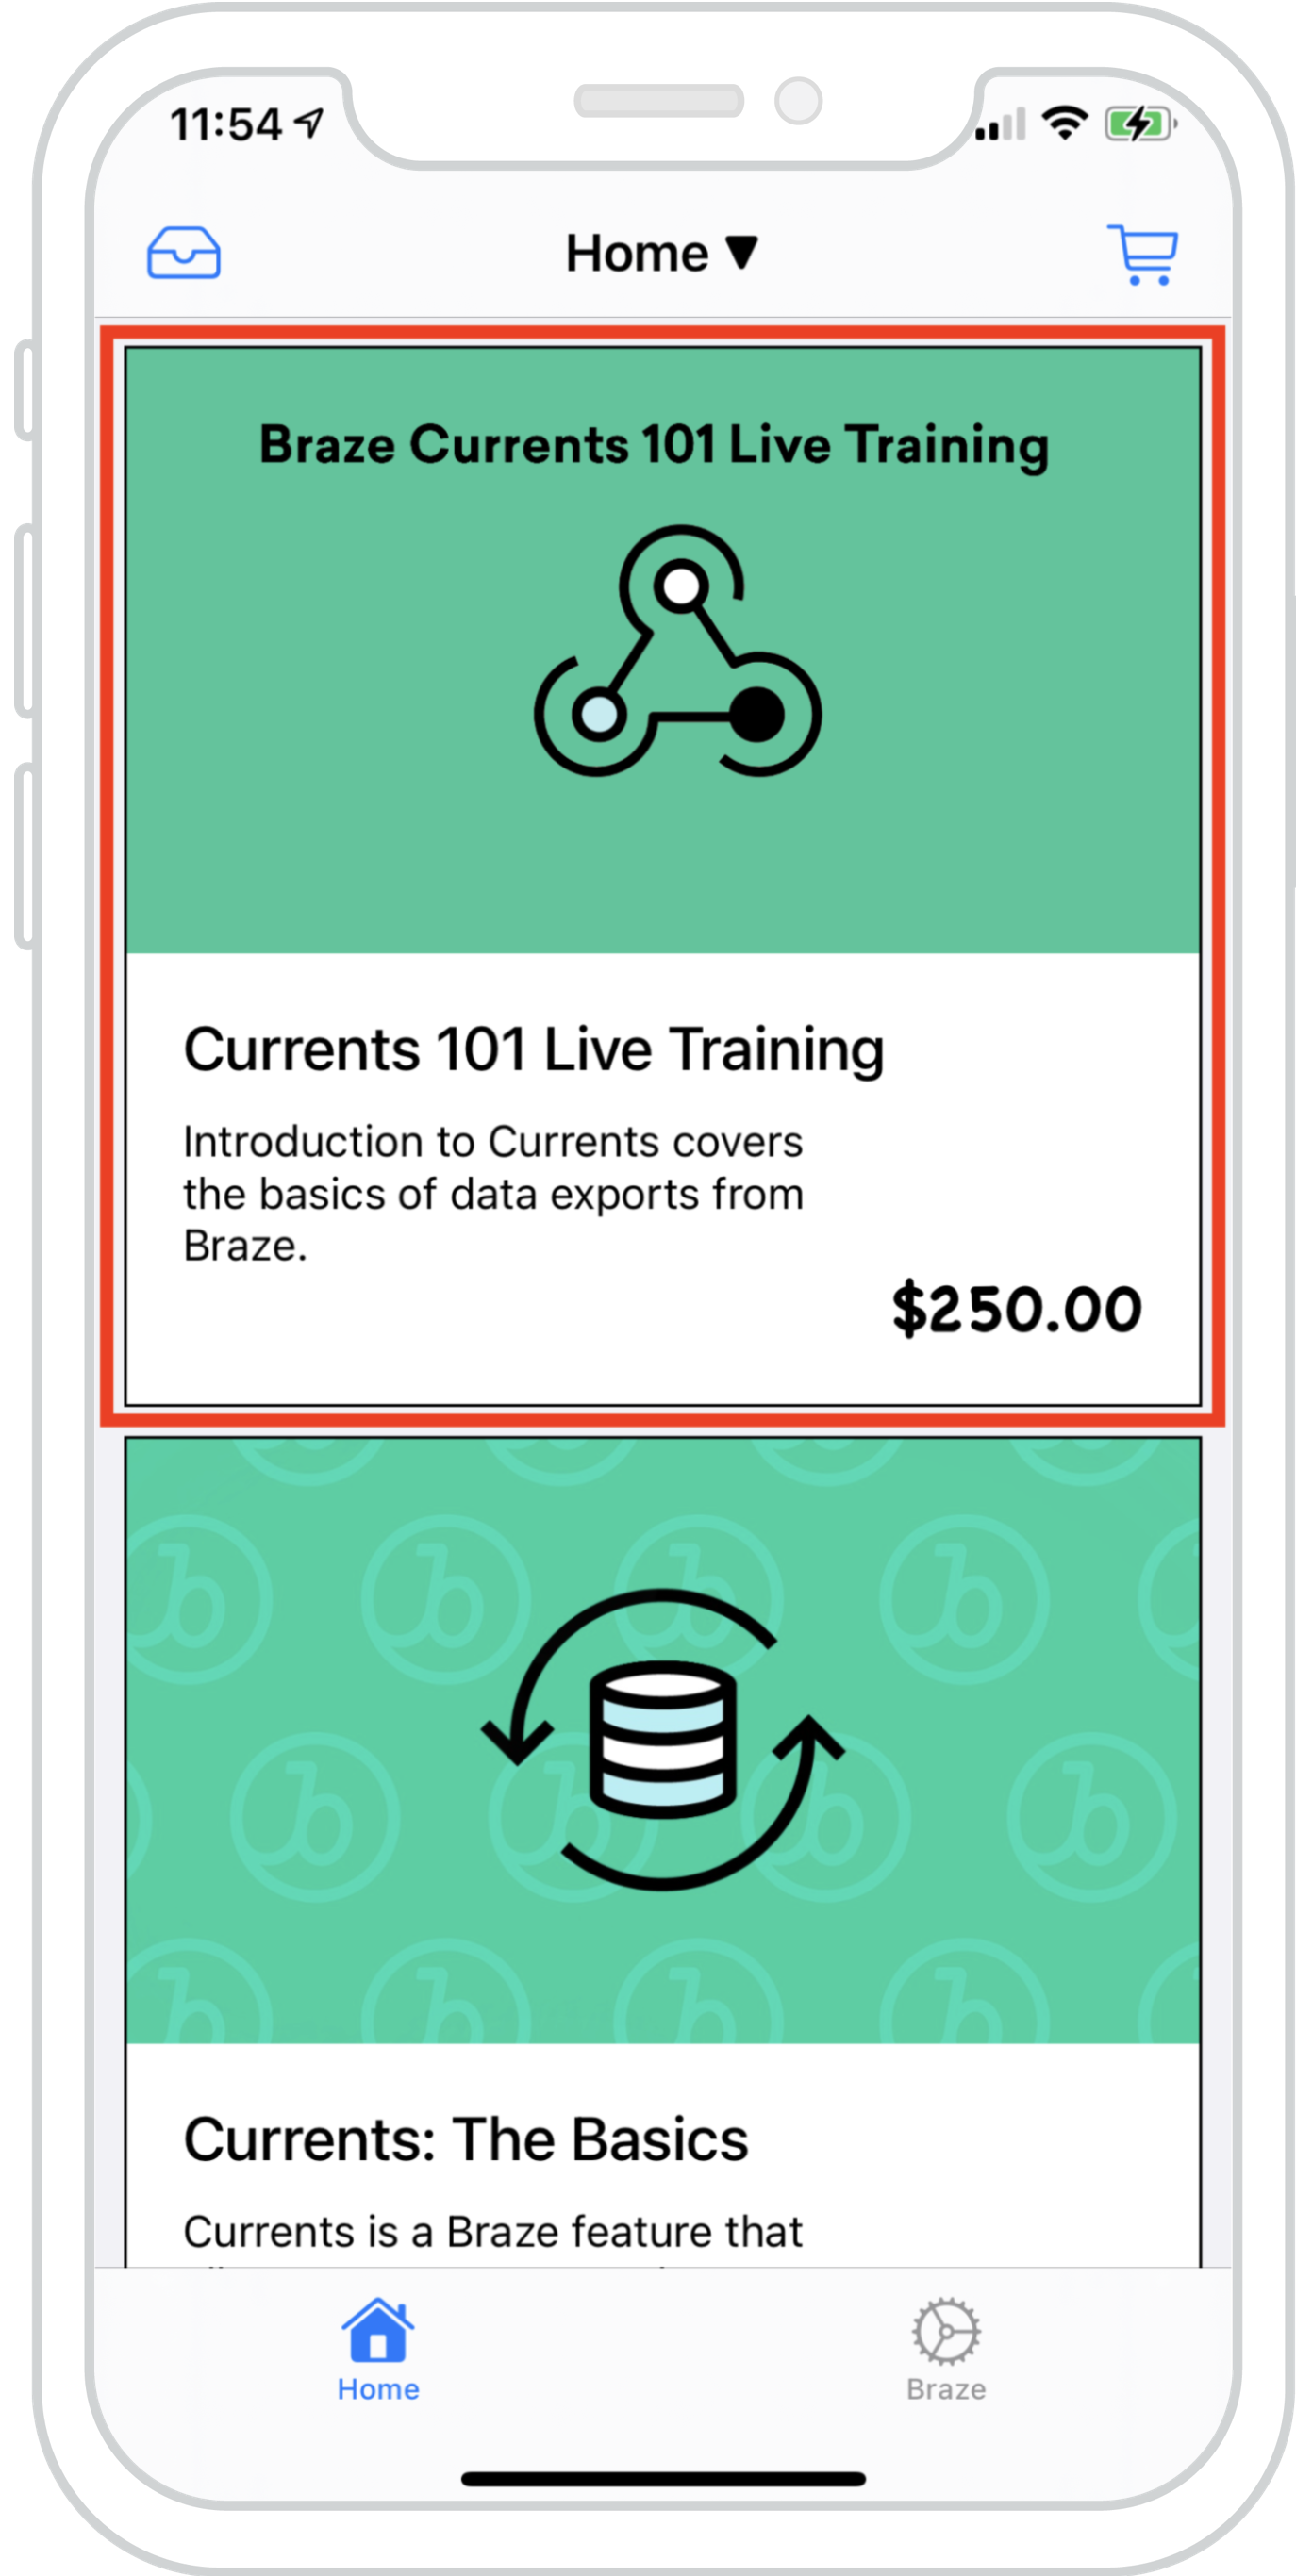 11:54
Home ▼
Braze Currents 101 Live Training
Currents 101 Live Training
Introduction to Currents covers
the basics of data exports from
Braze.
$250.00
Currents: The Basics
Currents is a Braze feature that
Home
Braze